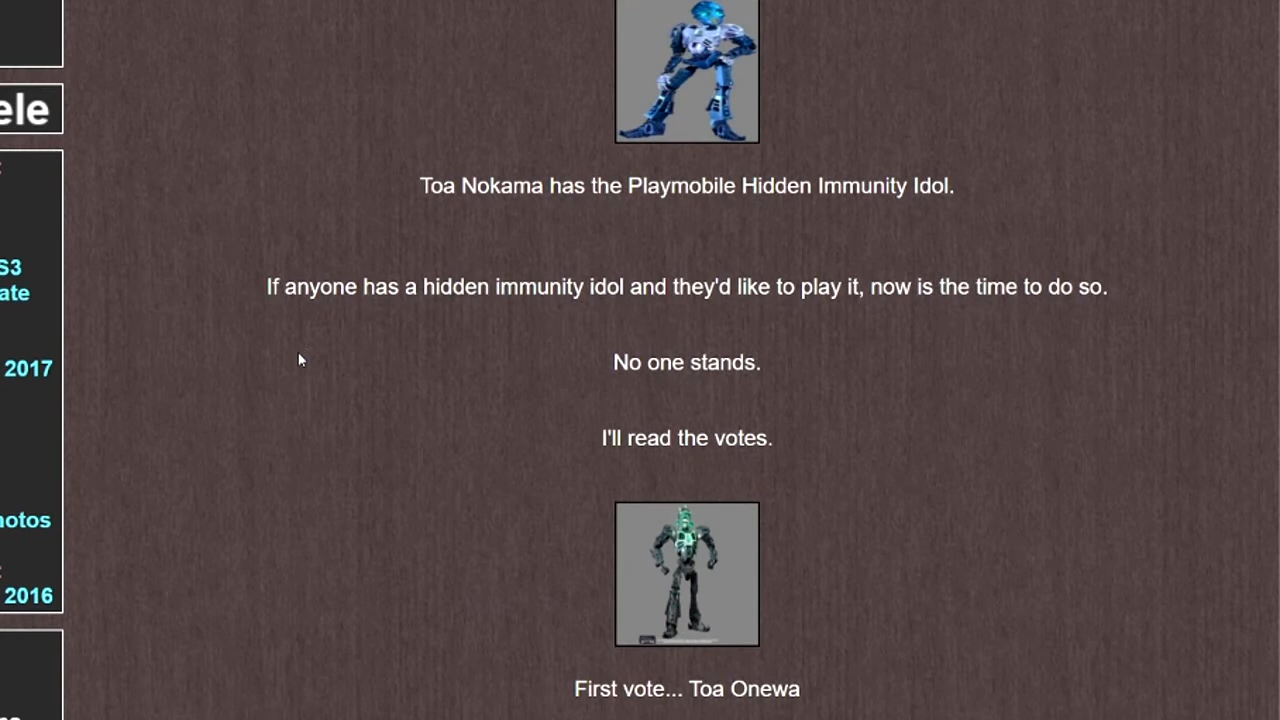 ele
Toa Nokama has the Playmobile Hidden Immunity Idol.
S3
ate
If anyone has a hidden immunity idol and they'd like to play it, now is the time to do so.
2017
No one stands.
I'll read the votes.
hotos
2016
First vote... Toa Onewa